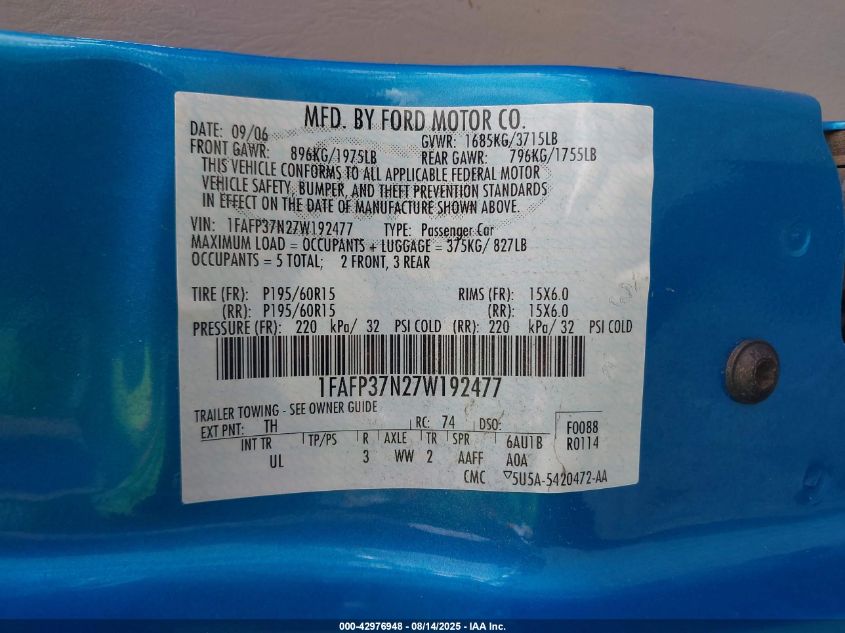 MFD. BY FORD MOTOR CO.
DATE: 09/06 GVWR: 1685KG/3715LB
FRONT GAWR: 896KG/1975LB REAR GAWR: 796KG/1755LB
THIS VEHICLE CONFORMS TO ALL APPLICABLE FEDERAL MOTOR
VEHICLE SAFETY, BUMPER, AND THEFT PREVENTION STANDARDS
IN EFFECT ON THE DATE OF MANUFACTURE SHOWN ABOVE.
VIN: 1FAFP37N27W192477 TYPE: Passenger Car
MAXIMUM LOAD = OCCUPANTS + LUGGAGE = 375KG/ 827LB
OCCUPANTS = 5 TOTAL; 2 FRONT, 3 REAR
TIRE (FR): P195/60R15 RIMS (FR): 15X6.0
(RR): P195/60R15 (RR): 15X6.0
PRESSURE (FR): 220 kPa/ 32 PSI COLD (RR): 220 kPa/ 32 PSI COLD
1FAFP37N27W192477
TRAILER TOWING - SEE OWNER GUIDE
EXT PNT: TH RC: 74 DSO: F0088
INT TR TP/PS R AXLE TR SPR 6AU1B R0114
UL 3 WW 2 AAFF AOA
CMC ▽5U5A-5420472-AA
000-42976948 - 08/14/2025 - IAA Inc.